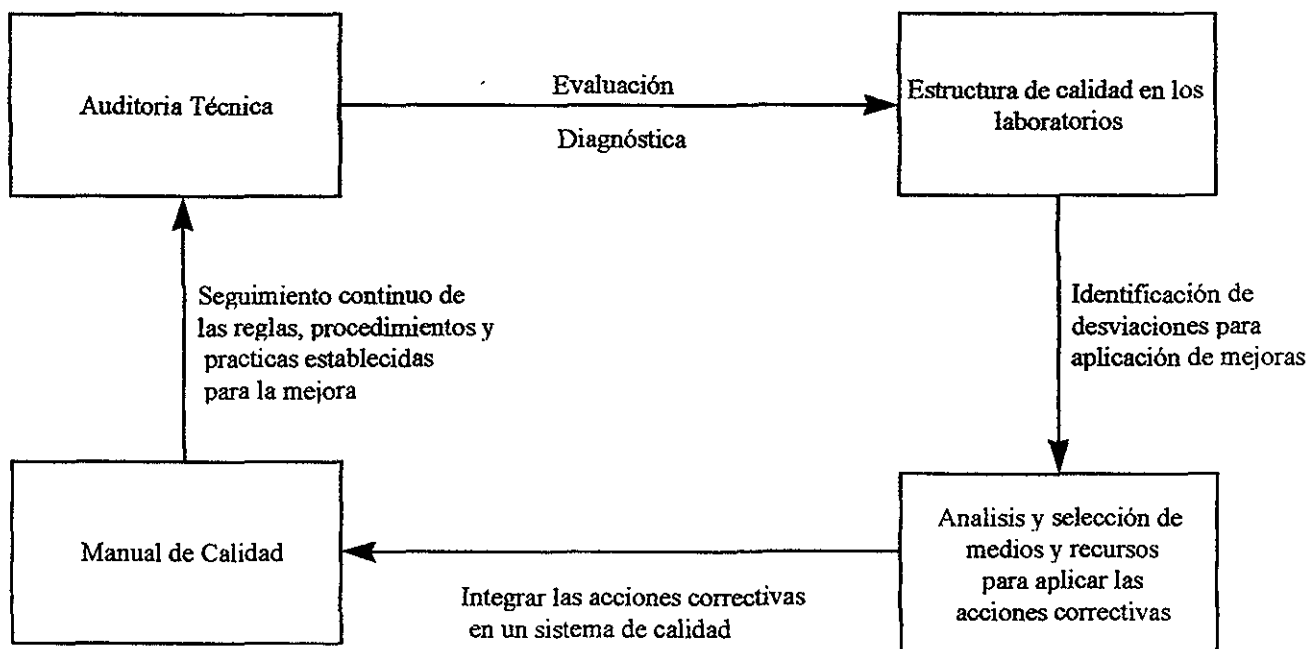 Auditoria Técnica
Evaluación
Diagnóstica
Estructura de calidad en los
laboratorios
Identificación de
desviaciones para
aplicación de mejoras
Analisis y selección de
medios y recursos
para aplicar las
acciones correctivas
Integrar las acciones correctivas
en un sistema de calidad
Manual de Calidad
Seguimiento continuo de
las reglas, procedimientos y
practicas establecidas
para la mejora